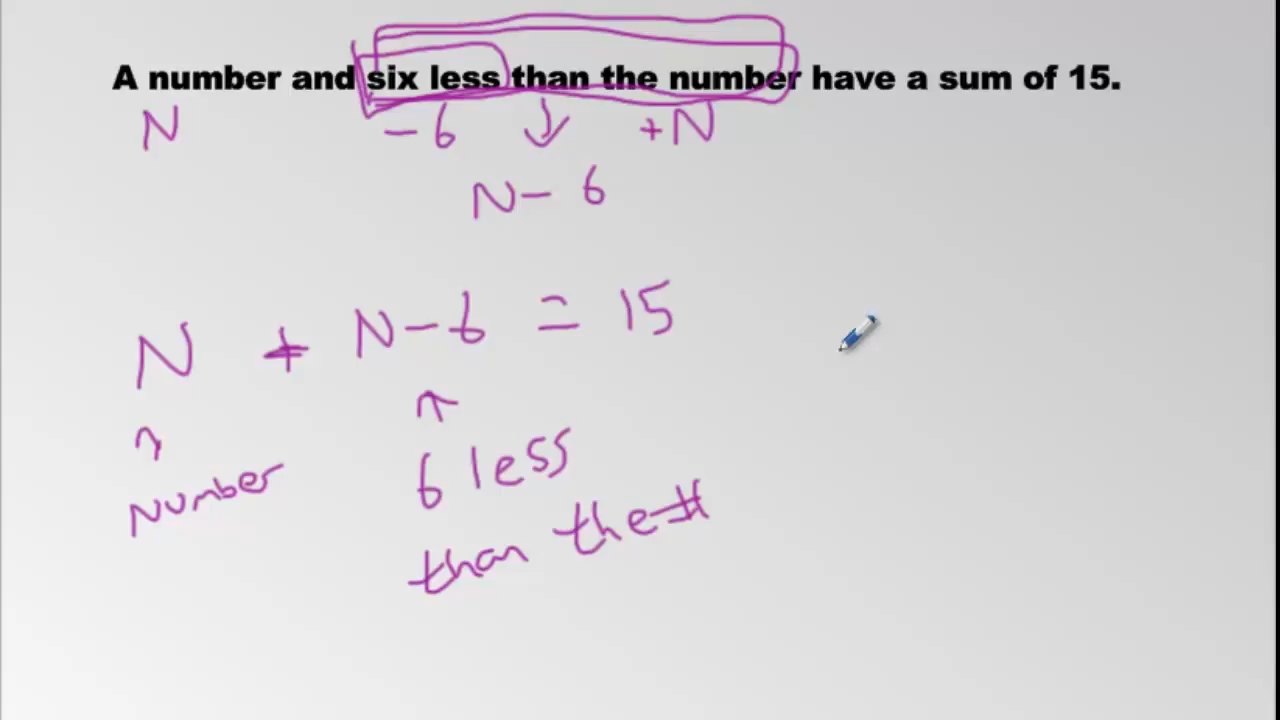 A number and six less than the number have a sum of 15.
N - 6 + N
N - 6
N + N - 6 = 15
Number
6 less
than the #